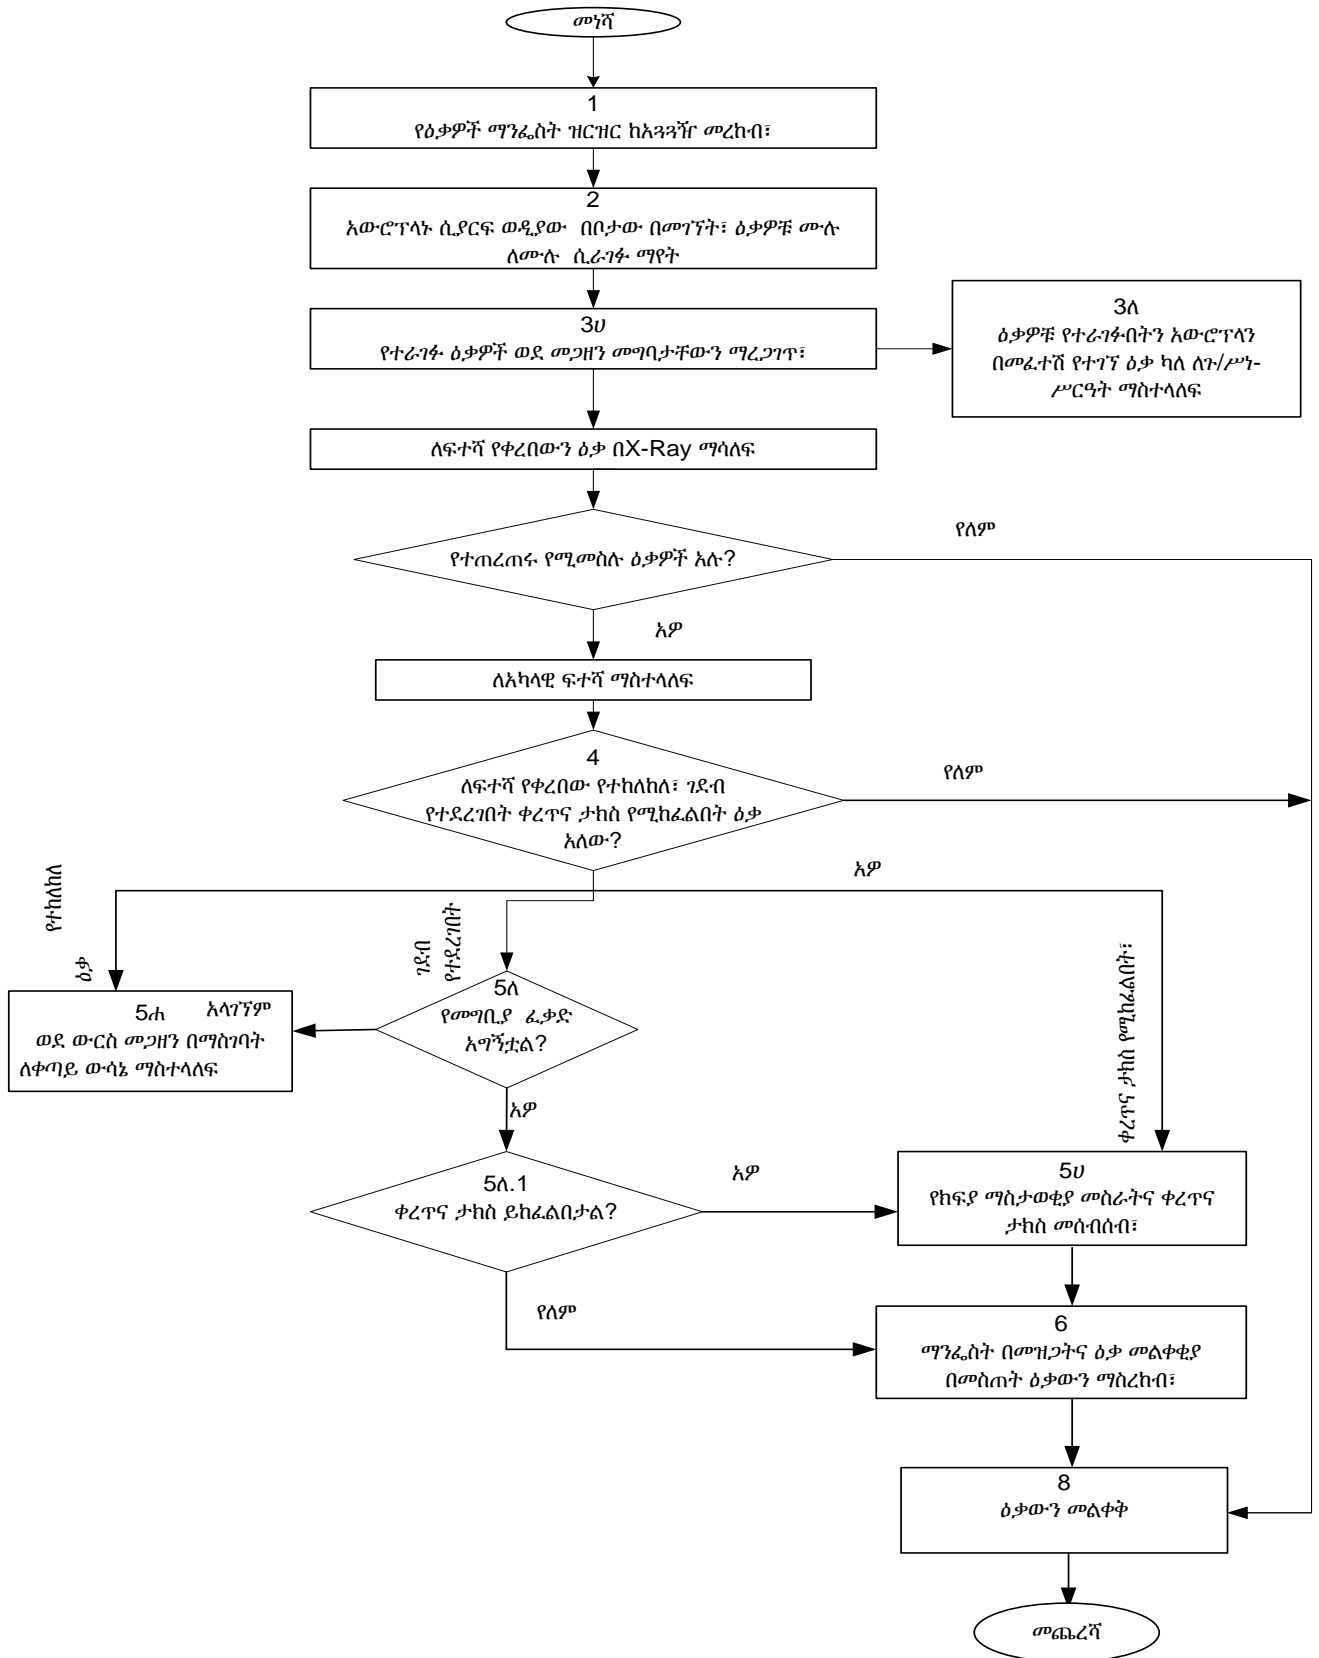 መነሻ
1
የዕቃዎች ማንፌስት ዝርዝር ከአጓጓዥ መረከብ፣
2
አውሮፕላኑ ሲያርፍ ወዲያው በቦታው በመገኘት፣ ዕቃዎቹ ሙሉ
ለሙሉ ሲራገፉ ማየት
3ሀ
የተራገፉ ዕቃዎች ወደ መጋዘን መግባታቸውን ማረጋገጥ፣
3ለ
ዕቃዎቹ የተራገፉበትን አውሮፕላን
በመፈተሽ የተገኘ ዕቃ ካለ ለጉ/ሥነ-
ሥርዓት ማስተላለፍ
ለፍተሻ የቀረበውን ዕቃ በX-Ray ማሳለፍ
የተጠረጠሩ የሚመስሉ ዕቃዎች አሉ?
የለም
አዎ
ለአካላዊ ፍተሻ ማስተላለፍ
4
ለፍተሻ የቀረበው የተከለከለ፣ ገደብ
የተደረገበት ቀረጥና ታክስ የሚከፈልበት ዕቃ
አለው?
የለም
አዎ
የተከለከለ
ዕቃ
ገደብ
የተደረገበት
ቀረጥና ታክስ የሚከፈልበት፣
5ለ
የመግቢያ ፈቃድ
አግኝቷል?
አላገኘም
5ሐ
ወደ ውርስ መጋዘን በማስገባት
ለቀጣይ ውሳኔ ማስተላለፍ
አዎ
5ለ.1
ቀረጥና ታክስ ይከፈልበታል?
አዎ
5ሀ
የክፍያ ማስታወቂያ መስራትና ቀረጥና
ታክስ መሰብሰብ፣
የለም
6
ማንፌስት በመዝጋትና ዕቃ መልቀቂያ
በመስጠት ዕቃውን ማስረከብ፣
8
ዕቃውን መልቀቅ
መጨረሻ